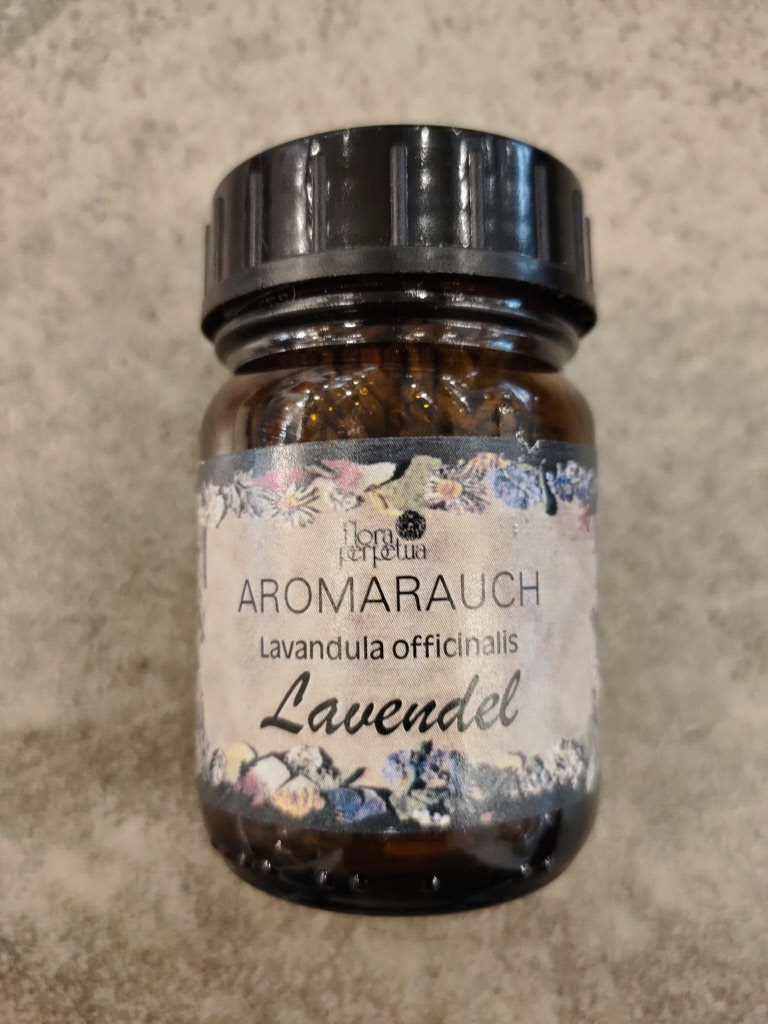 flora
perpetua
AROMARAUCH
Lavandula officinalis
Lavendel